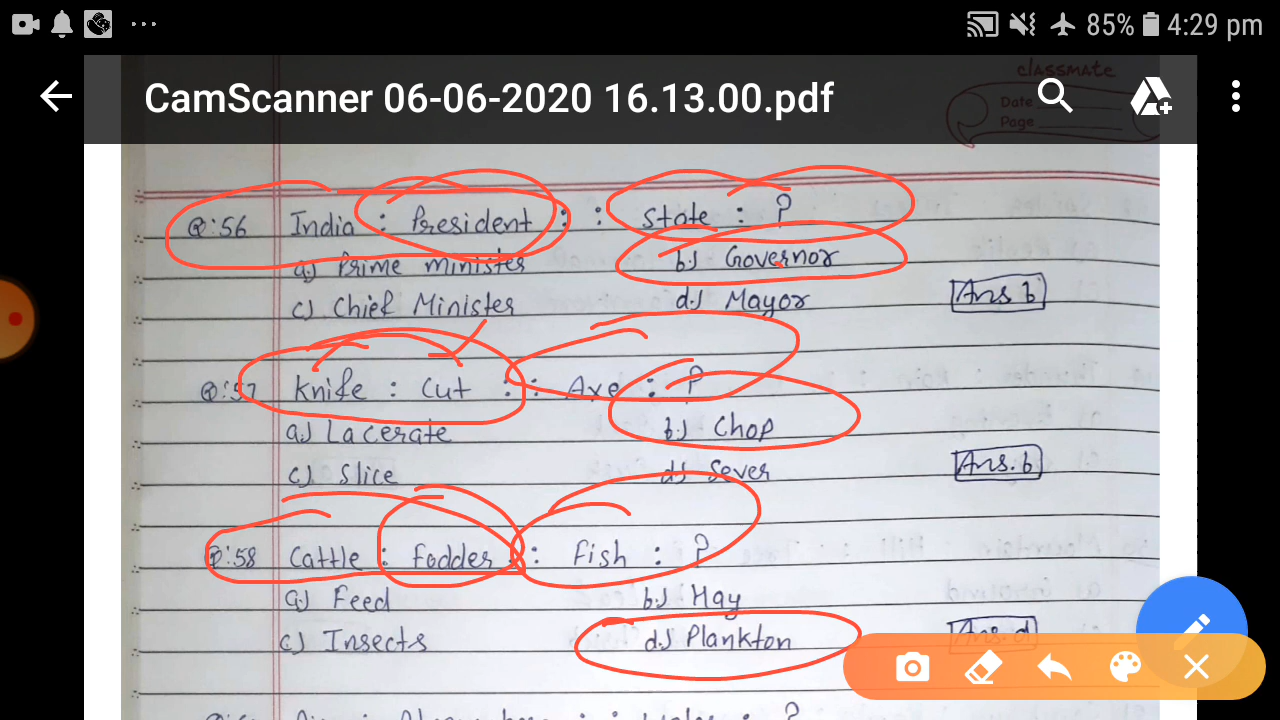 85% 4:29 pm
CamScanner 06-06-2020 16.13.00.pdf
classmate
Date
Page
Q:56 India : President : : State : ?
a.) Prime minister b.) Governor
c.) Chief Minister d.) Mayor Ans b
Q:57 Knife : Cut : : Axe : ?
a.) Lacerate b.) Chop
c.) Slice d.) Sever Ans.b
Q:58 Cattle : fodder : : fish : ?
a.) Feed b.) Hay
c.) Insects d.) Plankton Ans.d